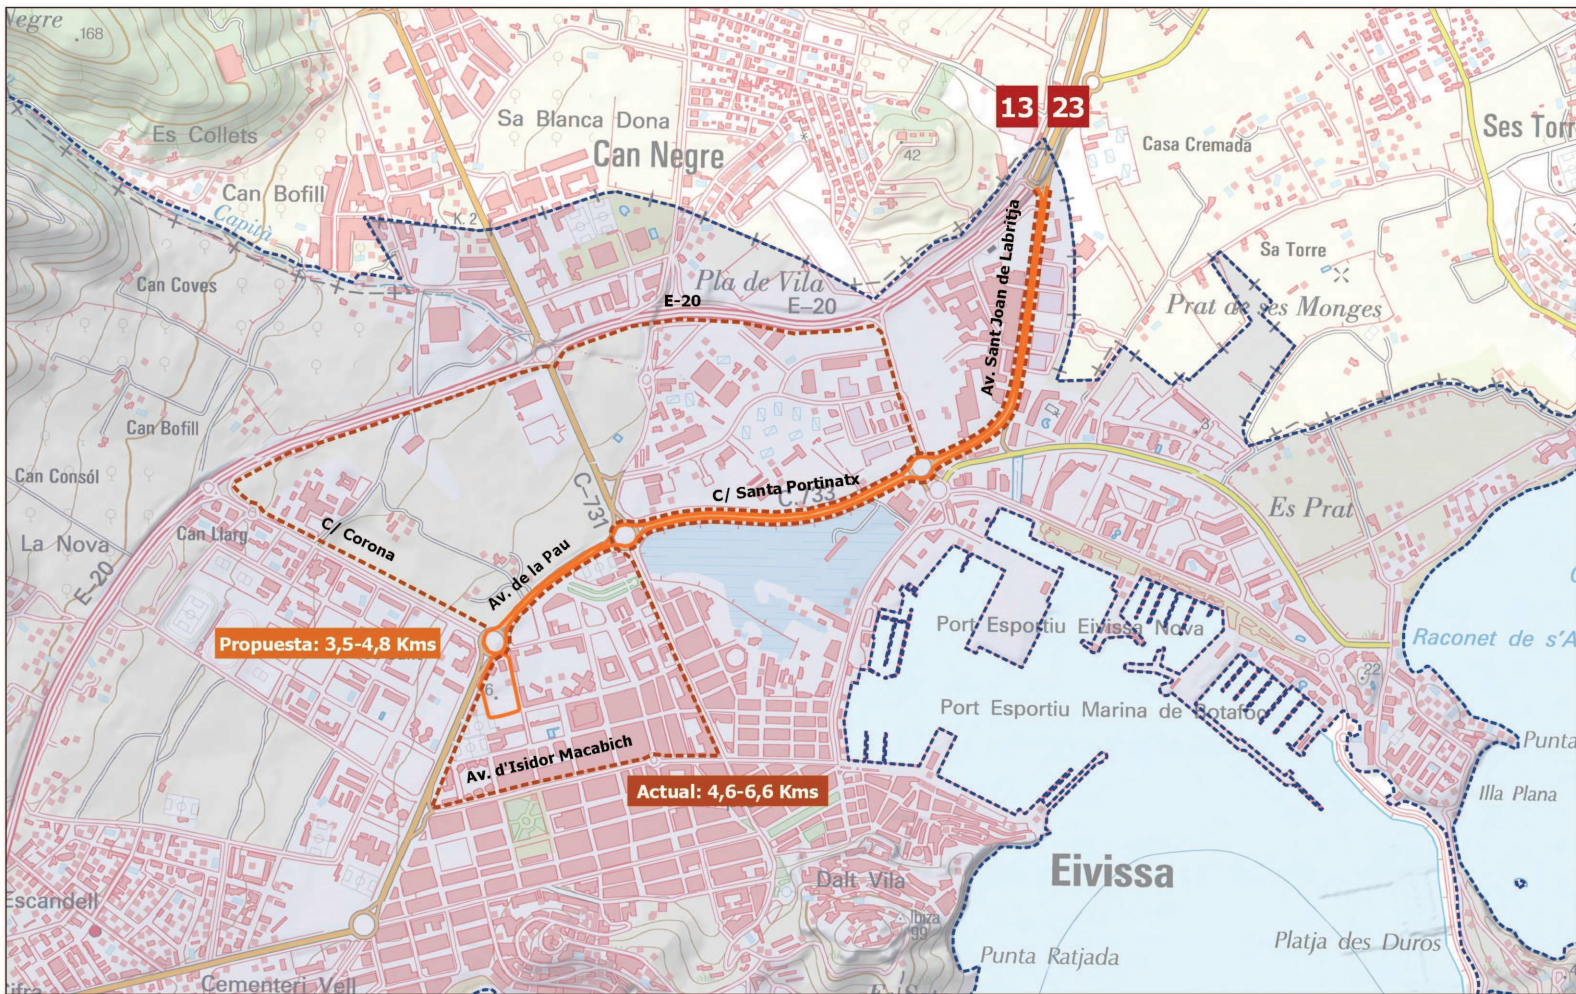 Negre
168
13
23
Es Collets
Sa Blanca Dona
42
Ses Torr
Can Negre
Casa Cremada
Can Bofill
Capità
K. 2
Can Coves
Pla de Vila
Av. Sant Joan de Labritja
Sa Torre
E-20
E-20
Prat de ses Monges
Can Bofill
3
Can Consól
C-731
C/ Santa Portinatx
C-733
Es Prat
C/ Corona
Can Llarg
La Nova
E-20
Av. de la Pau
Propuesta: 3,5-4,8 Kms
Port Esportiu Eivissa Nova
Raconet de s'A
22
6
Port Esportiu Marina de Botafoc
Av. d'Isidor Macabich
Punta
Actual: 4,6-6,6 Kms
Illa Plana
Eivissa
Dalt Vila
Escandell
Ibiza
99
Platja des Duros
Punta Ratjada
Cementeri Vell